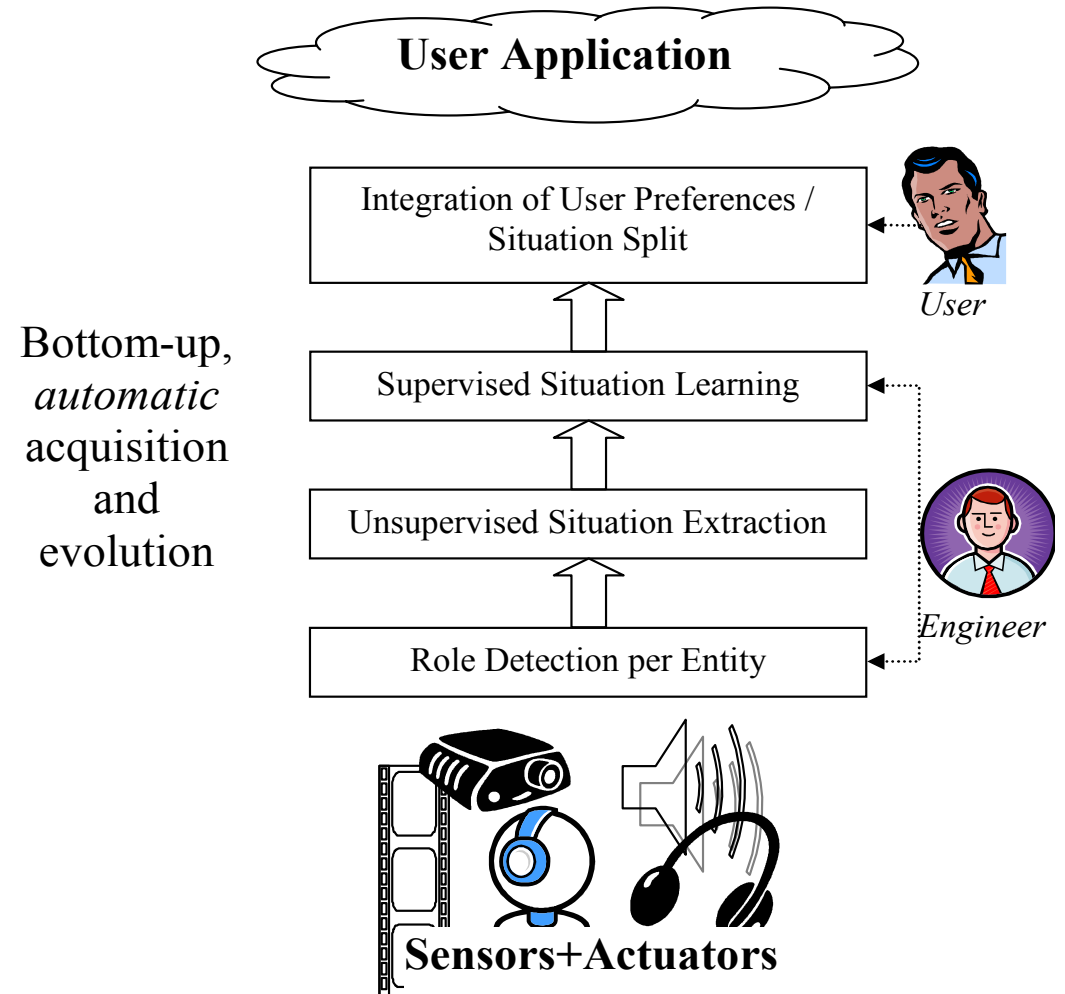 User Application
Integration of User Preferences /
Situation Split
User
Bottom-up,
automatic
acquisition
and
evolution
Supervised Situation Learning
Unsupervised Situation Extraction
Engineer
Role Detection per Entity
Sensors+Actuators